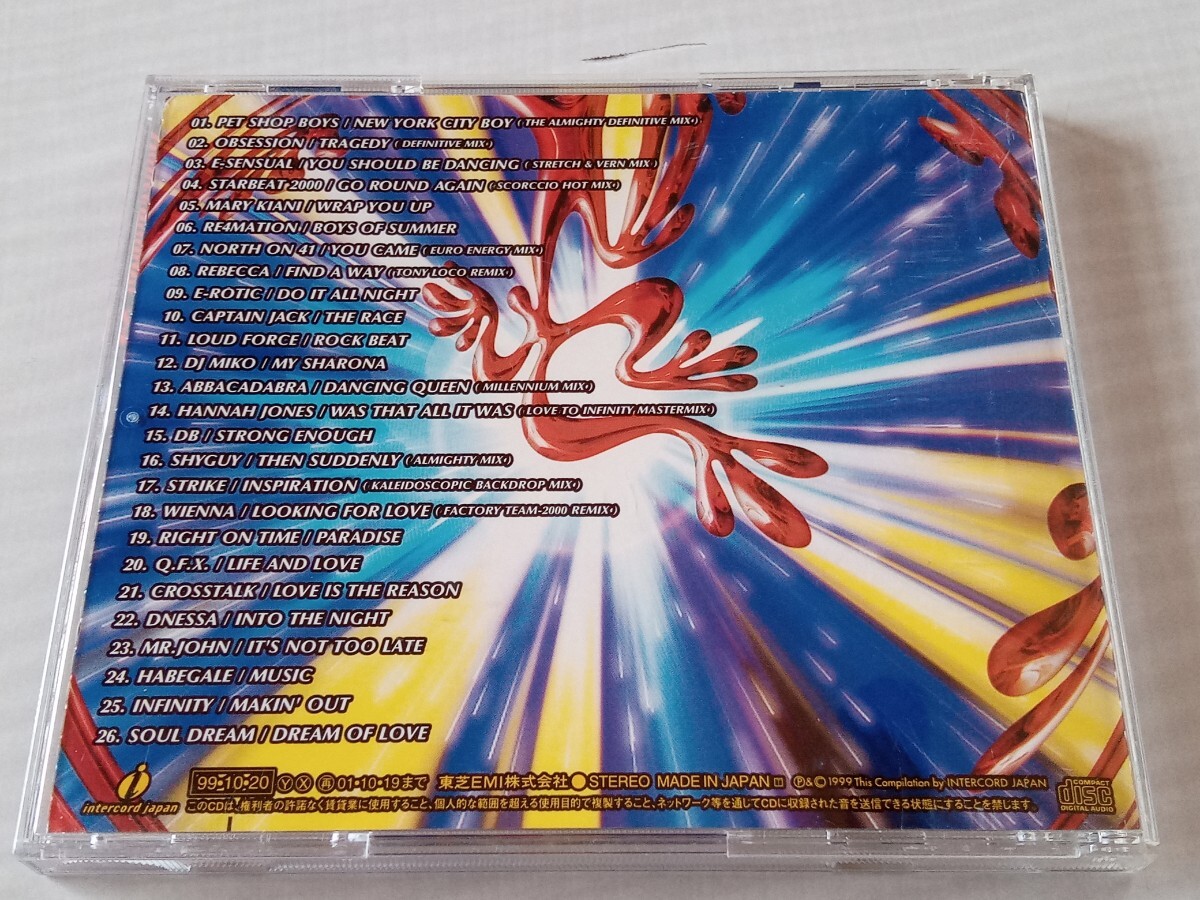 01. PET SHOP BOYS / NEW YORK CITY BOY (THE ALMIGHTY DEFINITIVE MIX)
02. OBSESSION / TRAGEDY (DEFINITIVE MIX)
03. E-SENSUAL / YOU SHOULD BE DANCING (STRETCH & VERN MIX)
04. STARBEAT 2000 / GO ROUND AGAIN (SCORCCIO HOT MIX)
05. MARY KIANI / WRAP YOU UP
06. RE4MATION / BOYS OF SUMMER
07. NORTH ON 41 / YOU CAME (EURO ENERGY MIX)
08. REBECCA / FIND A WAY (TONY LOCO REMIX)
09. E-ROTIC / DO IT ALL NIGHT
10. CAPTAIN JACK / THE RACE
11. LOUD FORCE / ROCK BEAT
12. DJ MIKO / MY SHARONA
13. ABBACADABRA / DANCING QUEEN (MILLENNIUM MIX)
14. HANNAH JONES / WAS THAT ALL IT WAS (LOVE TO INFINITY MASTERMIX)
15. DB / STRONG ENOUGH
16. SHYGUY / THEN SUDDENLY (ALMIGHTY MIX)
17. STRIKE / INSPIRATION (KALEIDOSCOPIC BACKDROP MIX)
18. WIENNA / LOOKING FOR LOVE (FACTORY TEAM-2000 REMIX)
19. RIGHT ON TIME / PARADISE
20. Q.F.X. / LIFE AND LOVE
21. CROSSTALK / LOVE IS THE REASON
22. DNESSA / INTO THE NIGHT
23. MR.JOHN / IT'S NOT TOO LATE
24. HABEGALE / MUSIC
25. INFINITY / MAKIN' OUT
26. SOUL DREAM / DREAM OF LOVE
i intercord japan
99・10・20 Ⓨ Ⓧ ㊞再 01・10・19まで 東芝EMI株式会社●STEREO MADE IN JAPAN Ⓟ&© 1999 This Compilation by INTERCORD JAPAN
このCDは、権利者の許諾なく賃貸業に使用すること、個人的な範囲を超える使用目的で複製すること、ネットワーク等を通じてCDに収録された音を送信できる状態にすることを禁じます。
COMPACT disc DIGITAL AUDIO